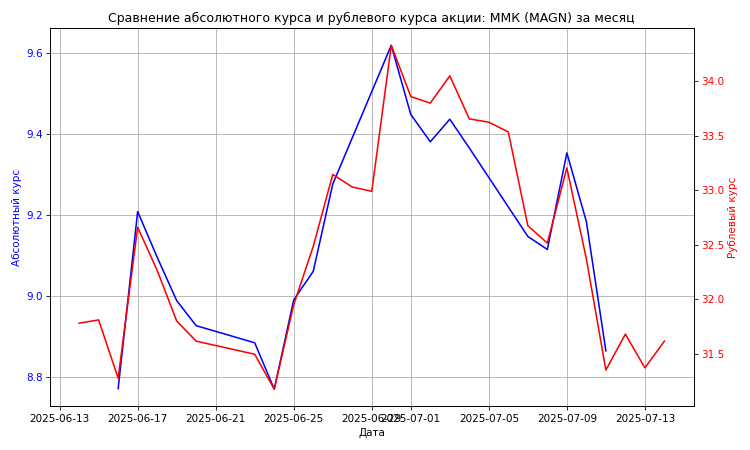 Сравнение абсолютного курса и рублевого курса акции: ММК (MAGN) за месяц
9.6
9.4
9.2
9.0
8.8
Абсолютный курс
34.0
33.5
33.0
32.5
32.0
31.5
Рублевый курс
2025-06-13 2025-06-17 2025-06-21 2025-06-25 2025-06-29 2025-07-01 2025-07-05 2025-07-09 2025-07-13
Дата